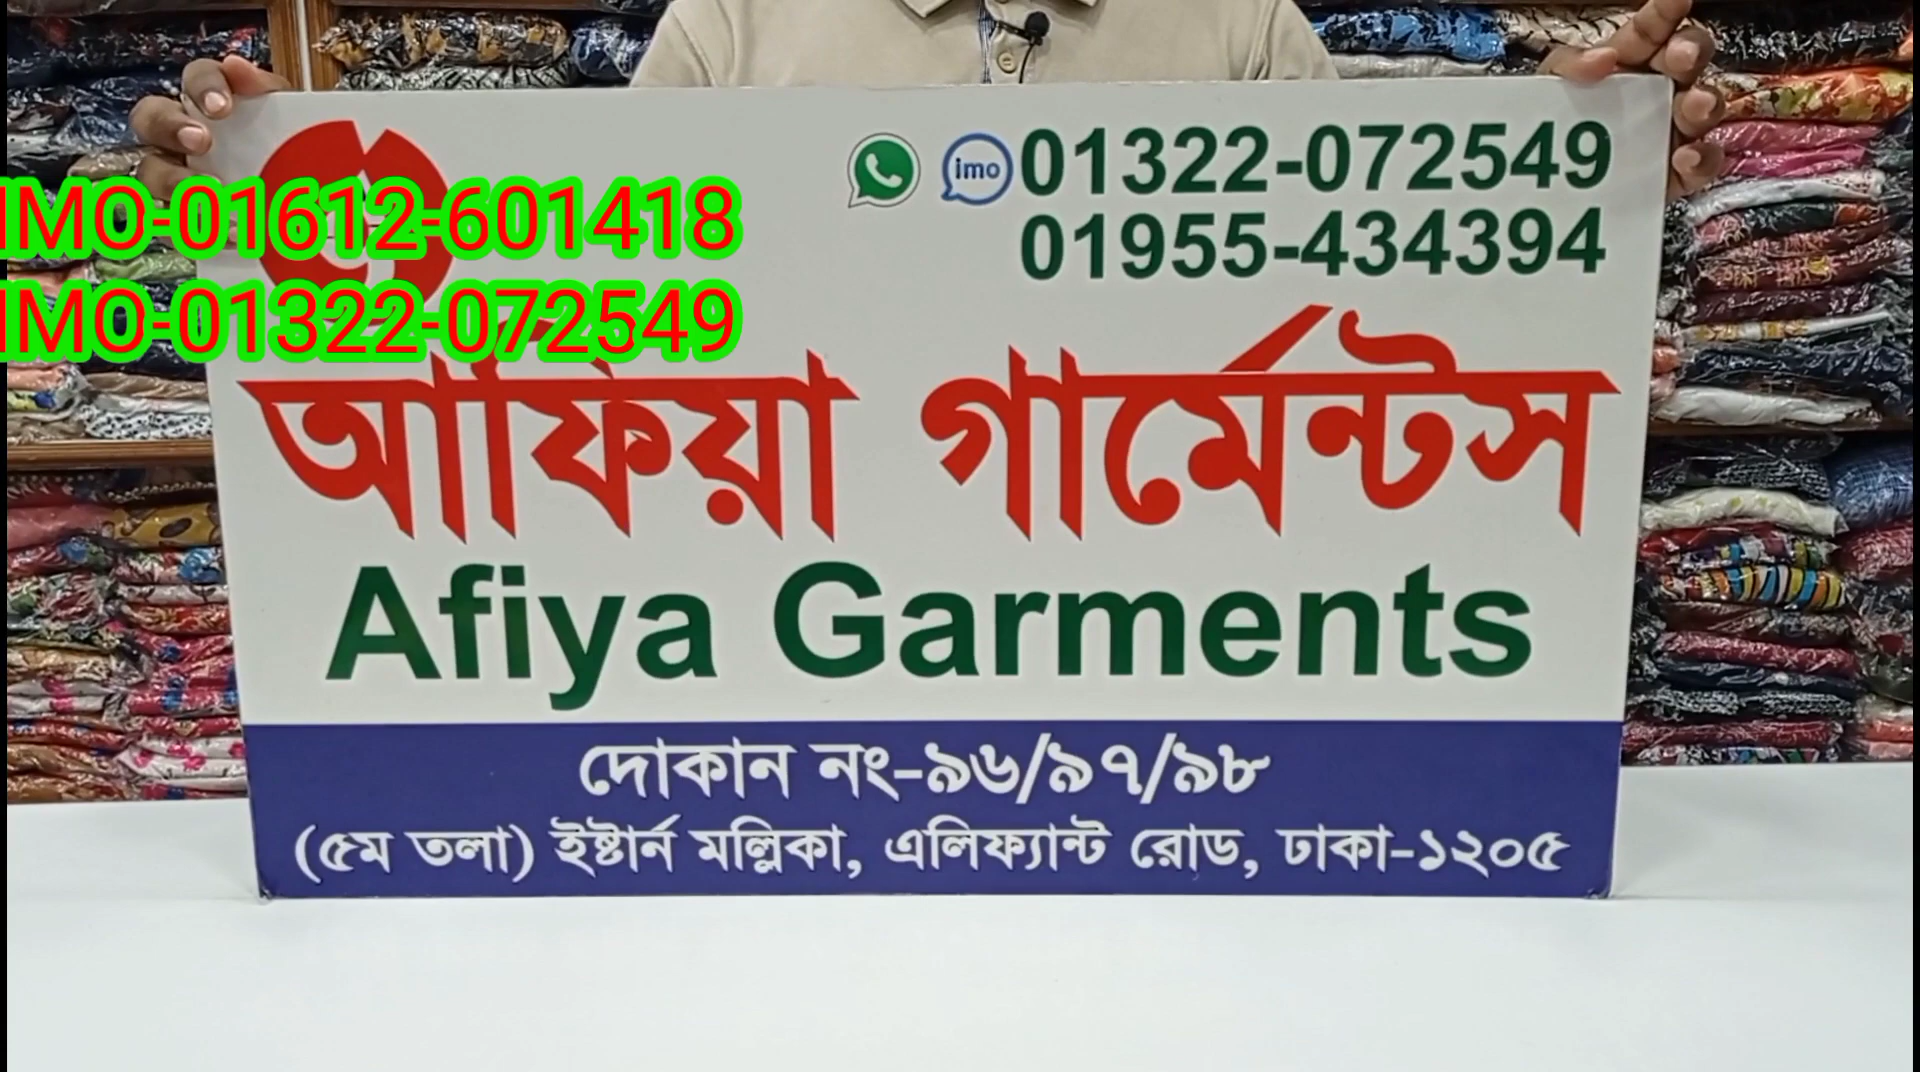 imo 01322-072549
01955-434394
IMO-01612-601418
IMO-01322-072549
আফিয়া গার্মেন্টস
Afiya Garments
দোকান নং-৯৬/৯৭/৯৮
(৫ম তলা) ইষ্টার্ন মল্লিকা, এলিফ্যান্ট রোড, ঢাকা-১২০৫